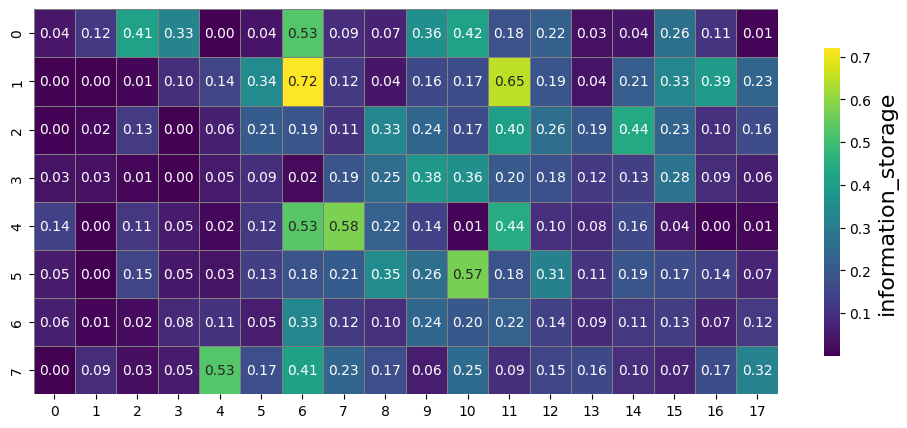 0 0.04 0.12 0.41 0.33 0.00 0.04 0.53 0.09 0.07 0.36 0.42 0.18 0.22 0.03 0.04 0.26 0.11 0.01
1 0.00 0.00 0.01 0.10 0.14 0.34 0.72 0.12 0.04 0.16 0.17 0.65 0.19 0.04 0.21 0.33 0.39 0.23
2 0.00 0.02 0.13 0.00 0.06 0.21 0.19 0.11 0.33 0.24 0.17 0.40 0.26 0.19 0.44 0.23 0.10 0.16
3 0.03 0.03 0.01 0.00 0.05 0.09 0.02 0.19 0.25 0.38 0.36 0.20 0.18 0.12 0.13 0.28 0.09 0.06
4 0.14 0.00 0.11 0.05 0.02 0.12 0.53 0.58 0.22 0.14 0.01 0.44 0.10 0.08 0.16 0.04 0.00 0.01
5 0.05 0.00 0.15 0.05 0.03 0.13 0.18 0.21 0.35 0.26 0.57 0.18 0.31 0.11 0.19 0.17 0.14 0.07
6 0.06 0.01 0.02 0.08 0.11 0.05 0.33 0.12 0.10 0.24 0.20 0.22 0.14 0.09 0.11 0.13 0.07 0.12
7 0.00 0.09 0.03 0.05 0.53 0.17 0.41 0.23 0.17 0.06 0.25 0.09 0.15 0.16 0.10 0.07 0.17 0.32
0 1 2 3 4 5 6 7 8 9 10 11 12 13 14 15 16 17
0.7
0.6
0.5
0.4
0.3
0.2
0.1
information_storage